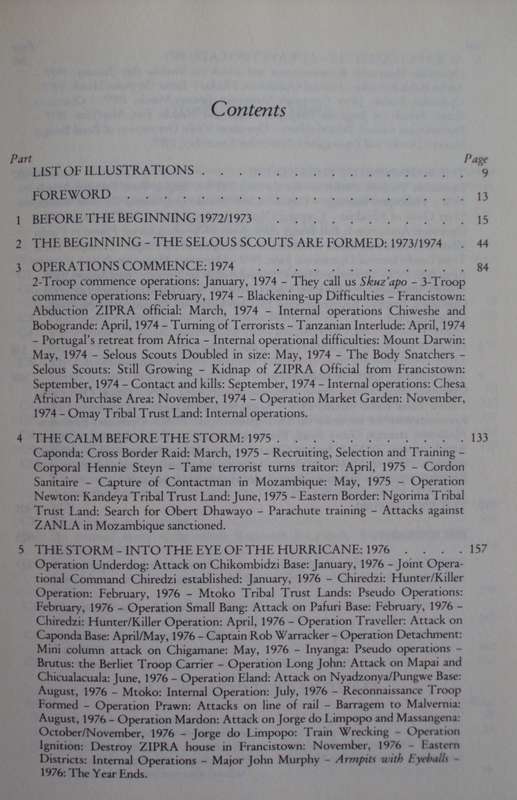 Contents
Part Page
LIST OF ILLUSTRATIONS . . . . . . . . . . . . . . 9
FOREWORD . . . . . . . . . . . . . . . . . . 13
1 BEFORE THE BEGINNING 1972/1973 . . . . . . . . . . 15
2 THE BEGINNING – THE SELOUS SCOUTS ARE FORMED: 1973/1974 . 44
3 OPERATIONS COMMENCE: 1974 . . . . . . . . . . . 84
2-Troop commence operations: January, 1974 – They call us Skuz'apo – 3-Troop
commence operations: February, 1974 – Blackening-up Difficulties – Francistown:
Abduction ZIPRA official: March, 1974 – Internal operations Chiweshe and
Bobogrande: April, 1974 – Turning of Terrorists – Tanzanian Interlude: April, 1974
– Portugal's retreat from Africa – Internal operational difficulties: Mount Darwin:
May, 1974 – Selous Scouts Doubled in size: May, 1974 – The Body Snatchers –
Selous Scouts: Still Growing – Kidnap of ZIPRA Official from Francistown:
September, 1974 – Contact and kills: September, 1974 – Internal operations: Chesa
African Purchase Area: November, 1974 – Operation Market Garden: November,
1974 – Omay Tribal Trust Land: Internal operations.
4 THE CALM BEFORE THE STORM: 1975 . . . . . . . . . 133
Caponda: Cross Border Raid: March, 1975 – Recruiting, Selection and Training –
Corporal Hennie Steyn – Tame terrorist turns traitor: April, 1975 – Cordon
Sanitaire – Capture of Contactman in Mozambique: May, 1975 – Operation
Newton: Kandeya Tribal Trust Land: June, 1975 – Eastern Border: Ngorima Tribal
Trust Land: Search for Obert Dhawayo – Parachute training – Attacks against
ZANLA in Mozambique sanctioned.
5 THE STORM – INTO THE EYE OF THE HURRICANE: 1976 . . . . 157
Operation Underdog: Attack on Chikombidzi Base: January, 1976 – Joint Opera-
tional Command Chiredzi established: January, 1976 – Chiredzi: Hunter/Killer
Operation: February, 1976 – Mtoko Tribal Trust Lands: Pseudo Operations:
February, 1976 – Operation Small Bang: Attack on Pafuri Base: February, 1976 –
Chiredzi: Hunter/Killer Operation: April, 1976 – Operation Traveller: Attack on
Caponda Base: April/May, 1976 – Captain Rob Warracker – Operation Detachment:
Mini column attack on Chigamane: May, 1976 – Inyanga: Pseudo operations –
Brutus: the Berliet Troop Carrier – Operation Long John: Attack on Mapai and
Chicualacuala: June, 1976 – Operation Eland: Attack on Nyadzonya/Pungwe Base:
August, 1976 – Mtoko: Internal Operation: July, 1976 – Reconnaissance Troop
Formed – Operation Prawn: Attacks on line of rail – Barragem to Malvernia:
August, 1976 – Operation Mardon: Attack on Jorge do Limpopo and Massangena:
October/November, 1976 – Jorge do Limpopo: Train Wrecking – Operation
Ignition: Destroy ZIPRA house in Francistown: November, 1976 – Eastern
Districts: Internal Operations – Major John Murphy – Armpits with Eyeballs –
1976: The Year Ends.